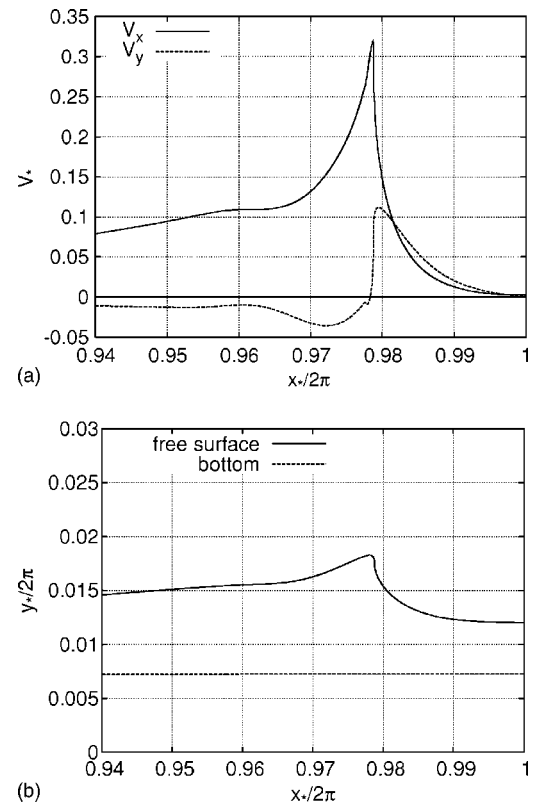 V_x
V_y
0.35
0.3
0.25
0.2
0.15
0.1
0.05
0
-0.05
V_*
0.94 0.95 0.96 0.97 0.98 0.99 1
x_*/2π
(a)
free surface
bottom
0.03
0.025
0.02
0.015
0.01
0.005
0
y_*/2π
0.94 0.95 0.96 0.97 0.98 0.99 1
x_*/2π
(b)